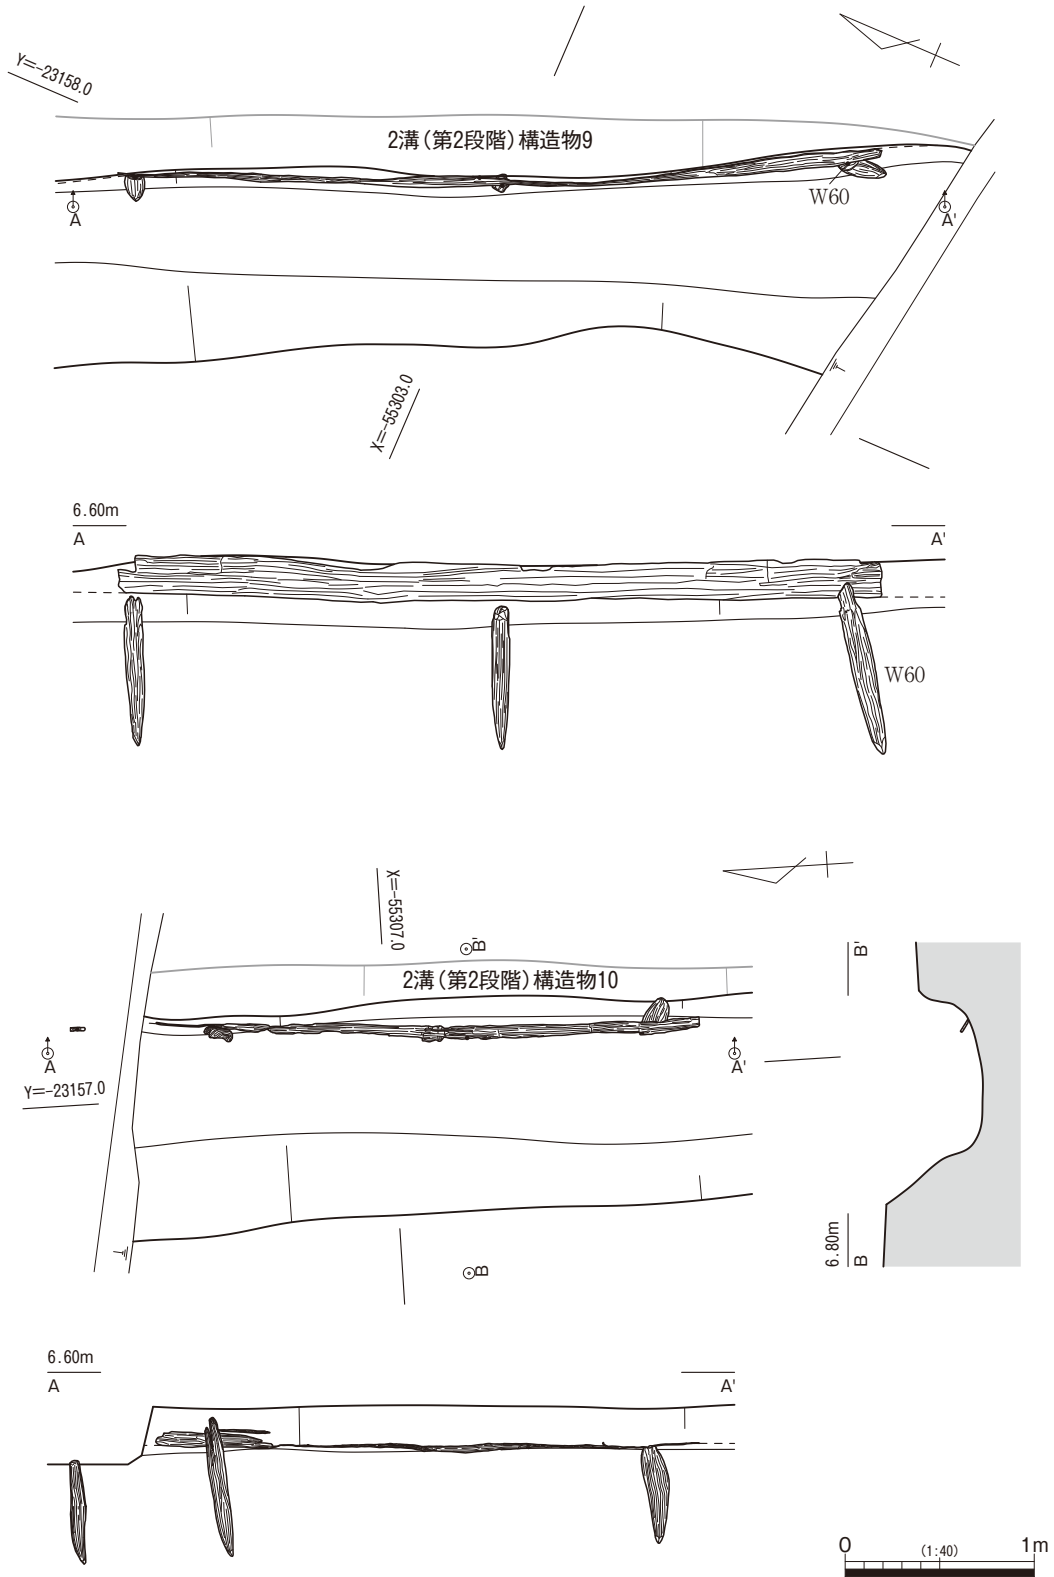 Y=-23158.0
2溝(第2段階)構造物9
W60
A
A'
X=-55303.0
6.60m
A
A'
W60
X=-55307.0
B'
2溝(第2段階)構造物10
A
A'
Y=-23157.0
B
B'
6.80m
B
6.60m
A
A'
0
(1:40)
1m